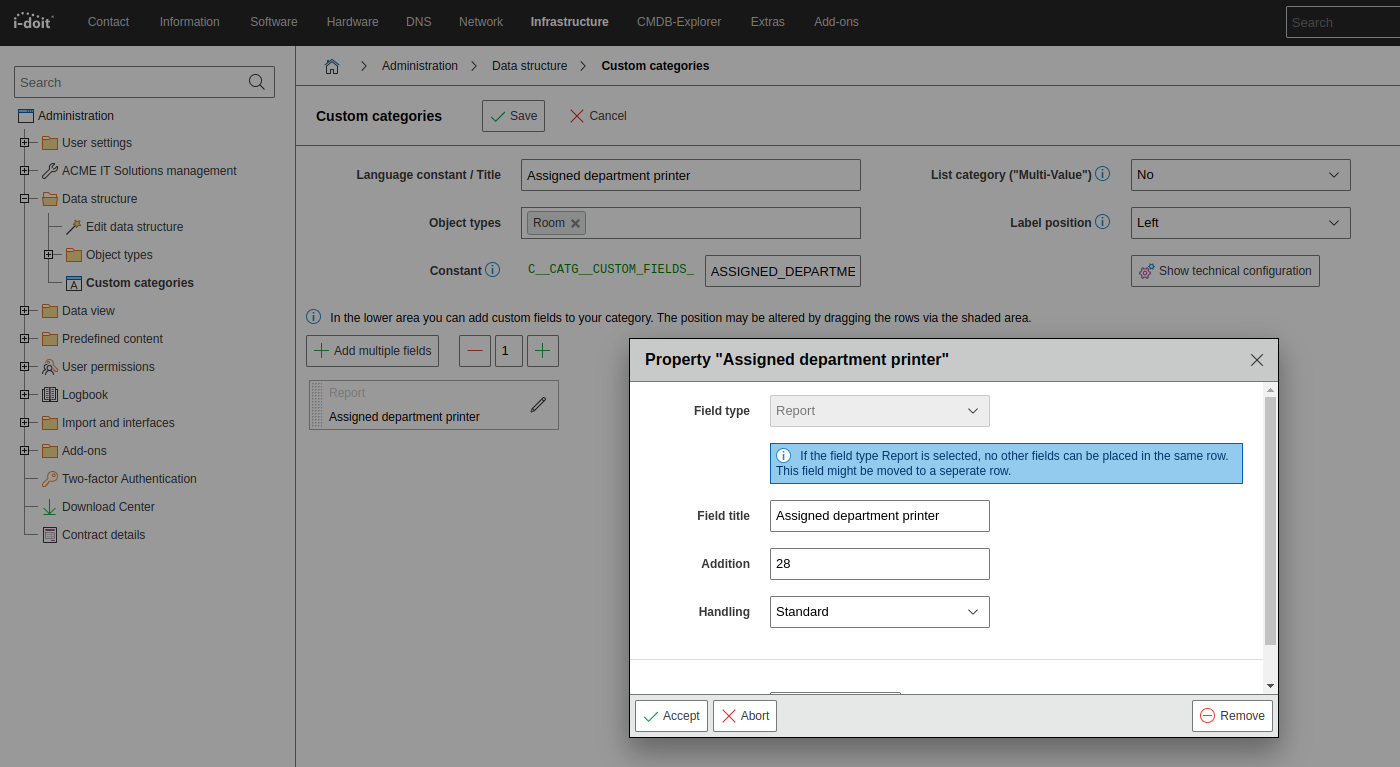 i-doit
Contact Information Software Hardware DNS Network Infrastructure CMDB-Explorer Extras Add-ons
Search
Search
Administration
User settings
ACME IT Solutions management
Data structure
Edit data structure
Object types
Custom categories
Data view
Predefined content
User permissions
Logbook
Import and interfaces
Add-ons
Two-factor Authentication
Download Center
Contract details
Administration Data structure Custom categories
Custom categories Save Cancel
Language constant / Title Assigned department printer
List category ("Multi-Value") No
Object types Room
Label position Left
Constant C__CATG__CUSTOM_FIELDS_ ASSIGNED_DEPARTME
Show technical configuration
In the lower area you can add custom fields to your category. The position may be altered by dragging the rows via the shaded area.
Add multiple fields 1
Report
Assigned department printer
Property "Assigned department printer"
Field type Report
If the field type Report is selected, no other fields can be placed in the same row.
This field might be moved to a seperate row.
Field title Assigned department printer
Addition 28
Handling Standard
Accept Abort Remove